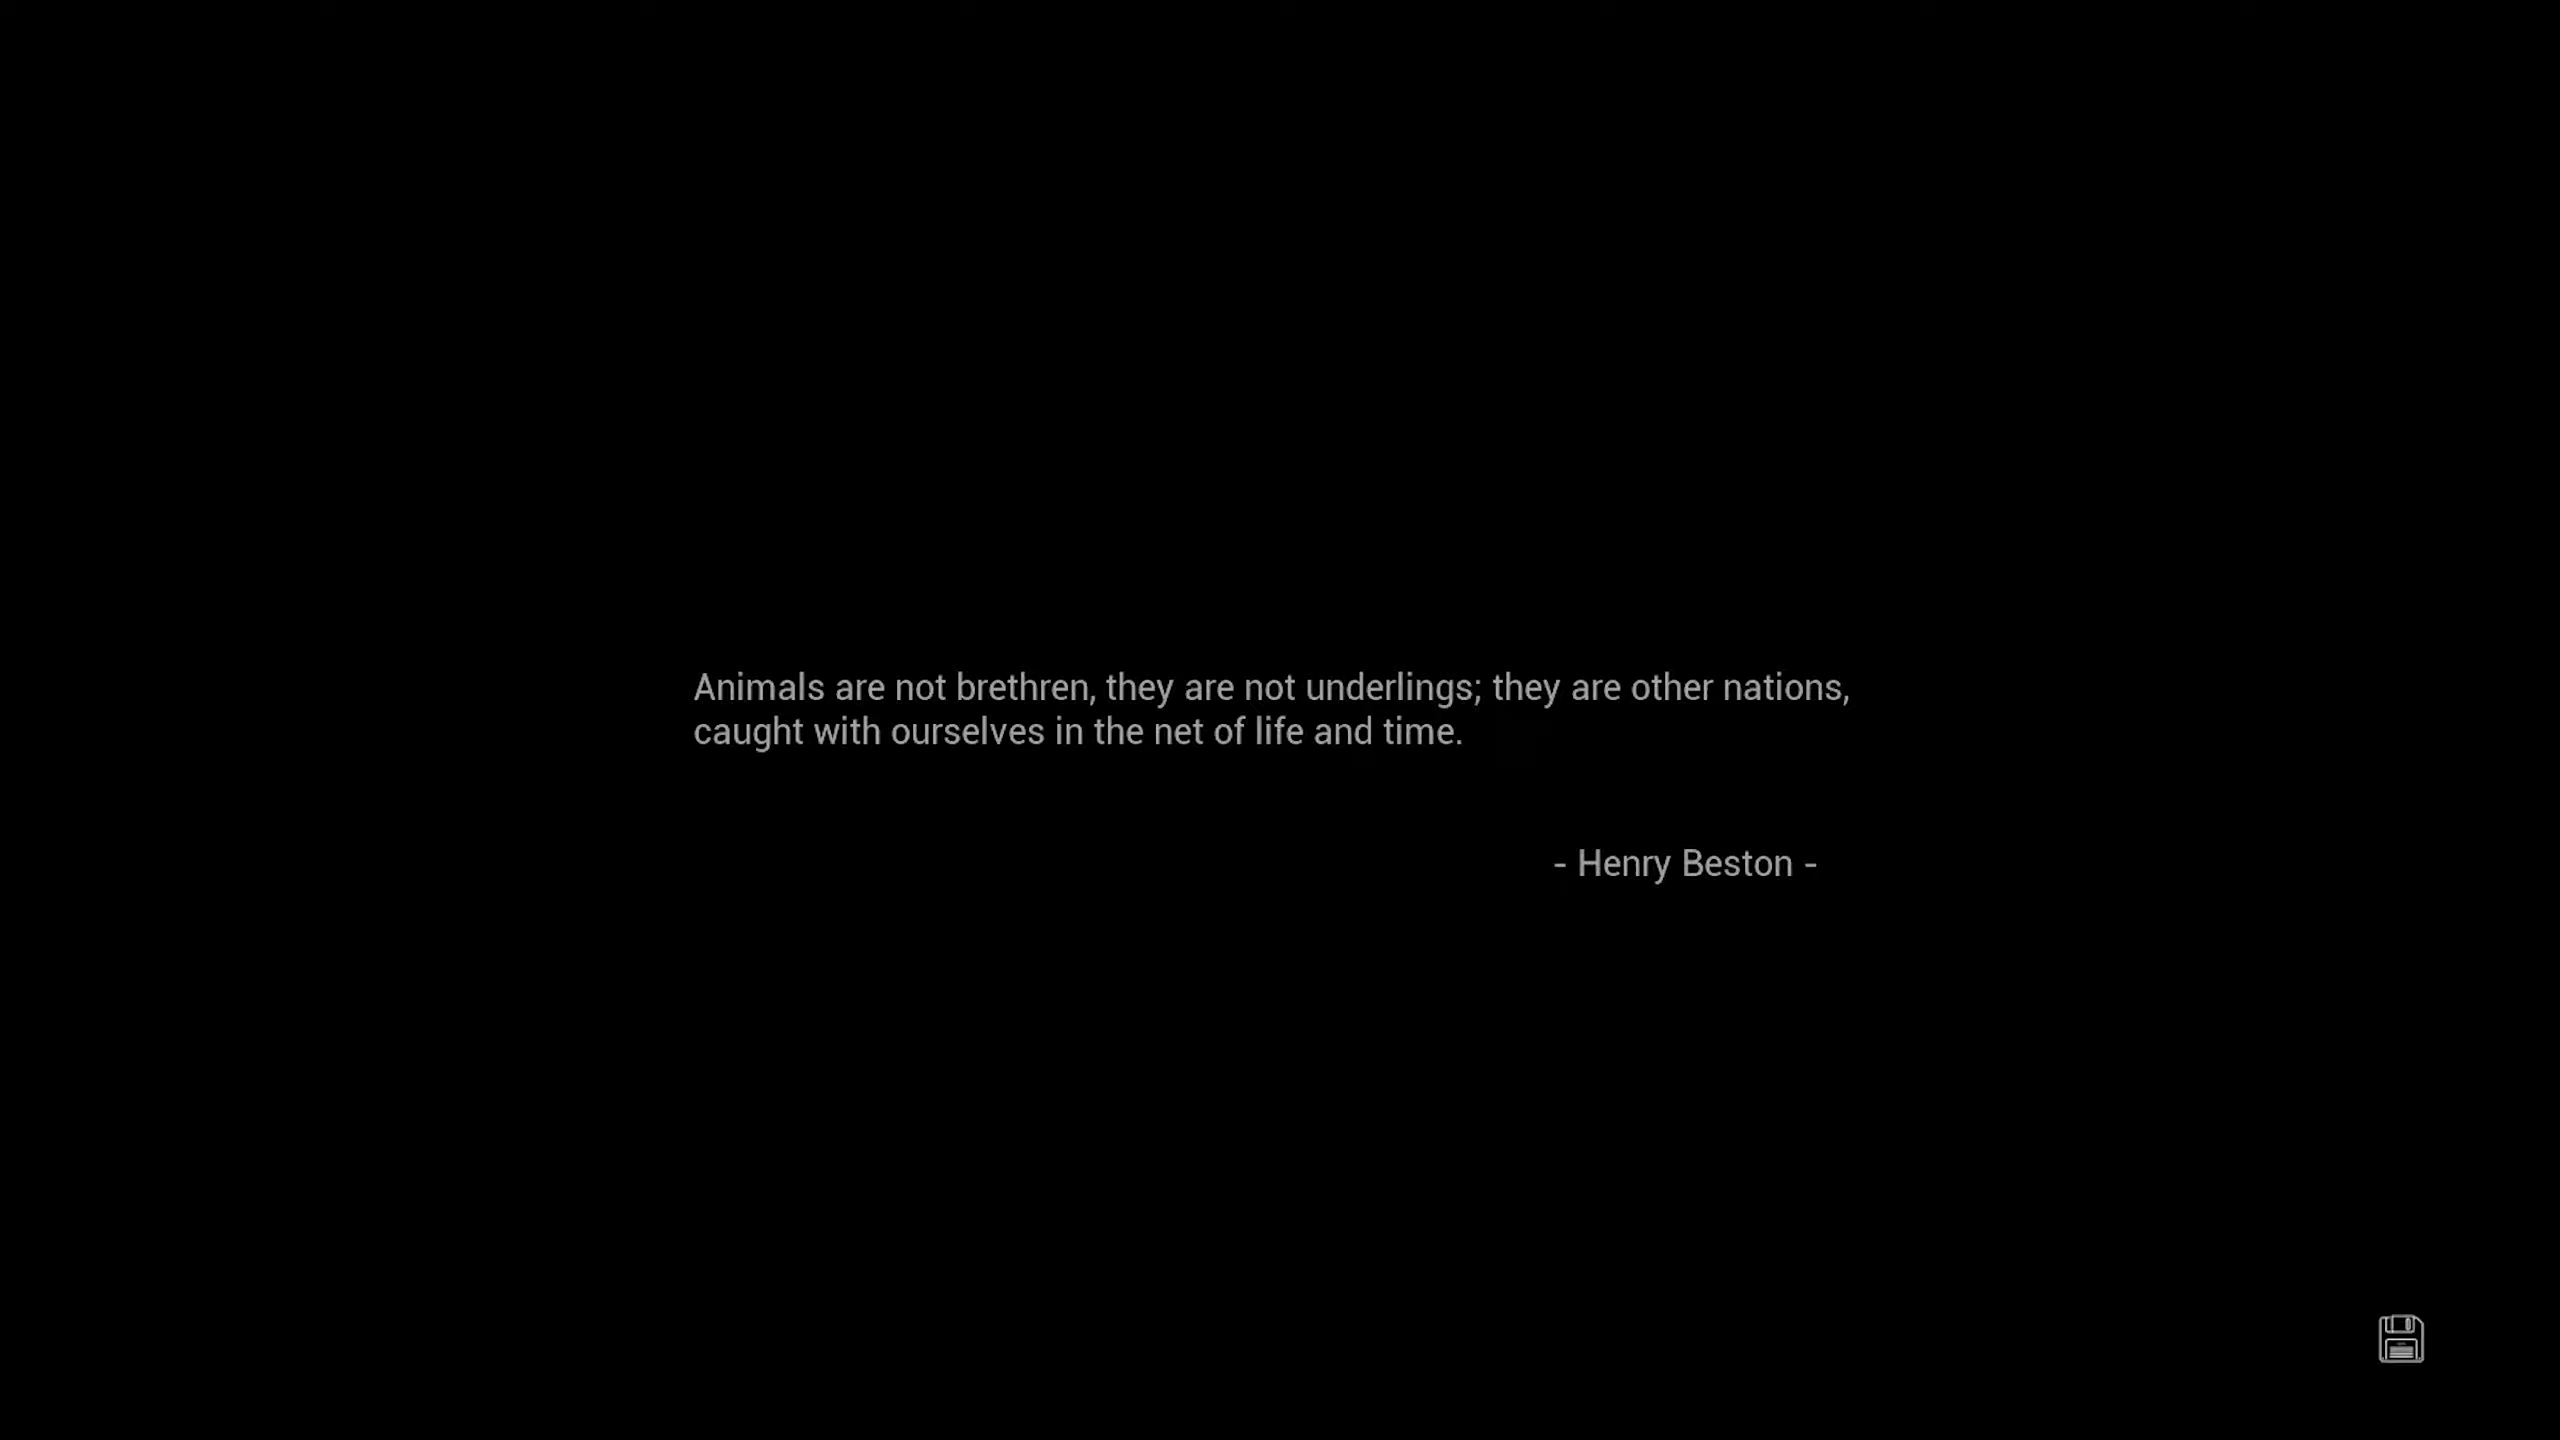 Animals are not brethren, they are not underlings; they are other nations,
caught with ourselves in the net of life and time.
- Henry Beston -